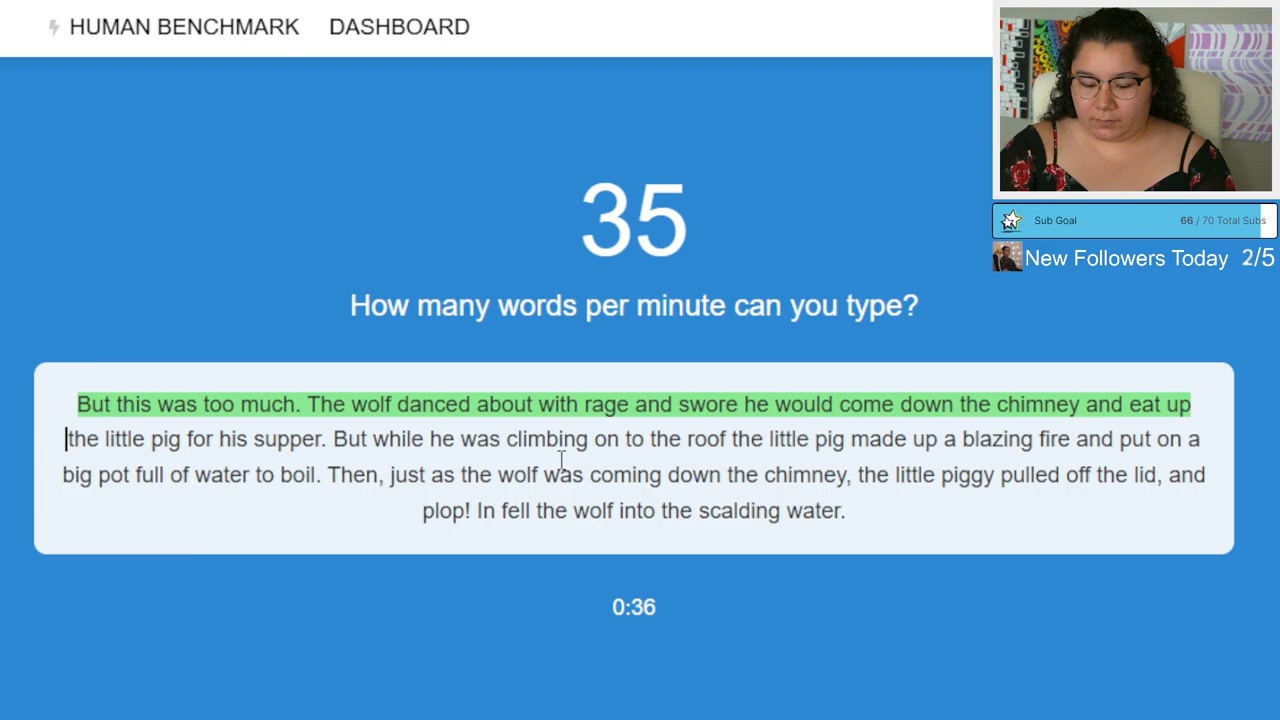 HUMAN BENCHMARK DASHBOARD
35
How many words per minute can you type?
But this was too much. The wolf danced about with rage and swore he would come down the chimney and eat up
the little pig for his supper. But while he was climbing on to the roof the little pig made up a blazing fire and put on a
big pot full of water to boil. Then, just as the wolf was coming down the chimney, the little piggy pulled off the lid, and
plop! In fell the wolf into the scalding water.
0:36
Sub Goal 66 / 70 Total Subs
New Followers Today 2/5